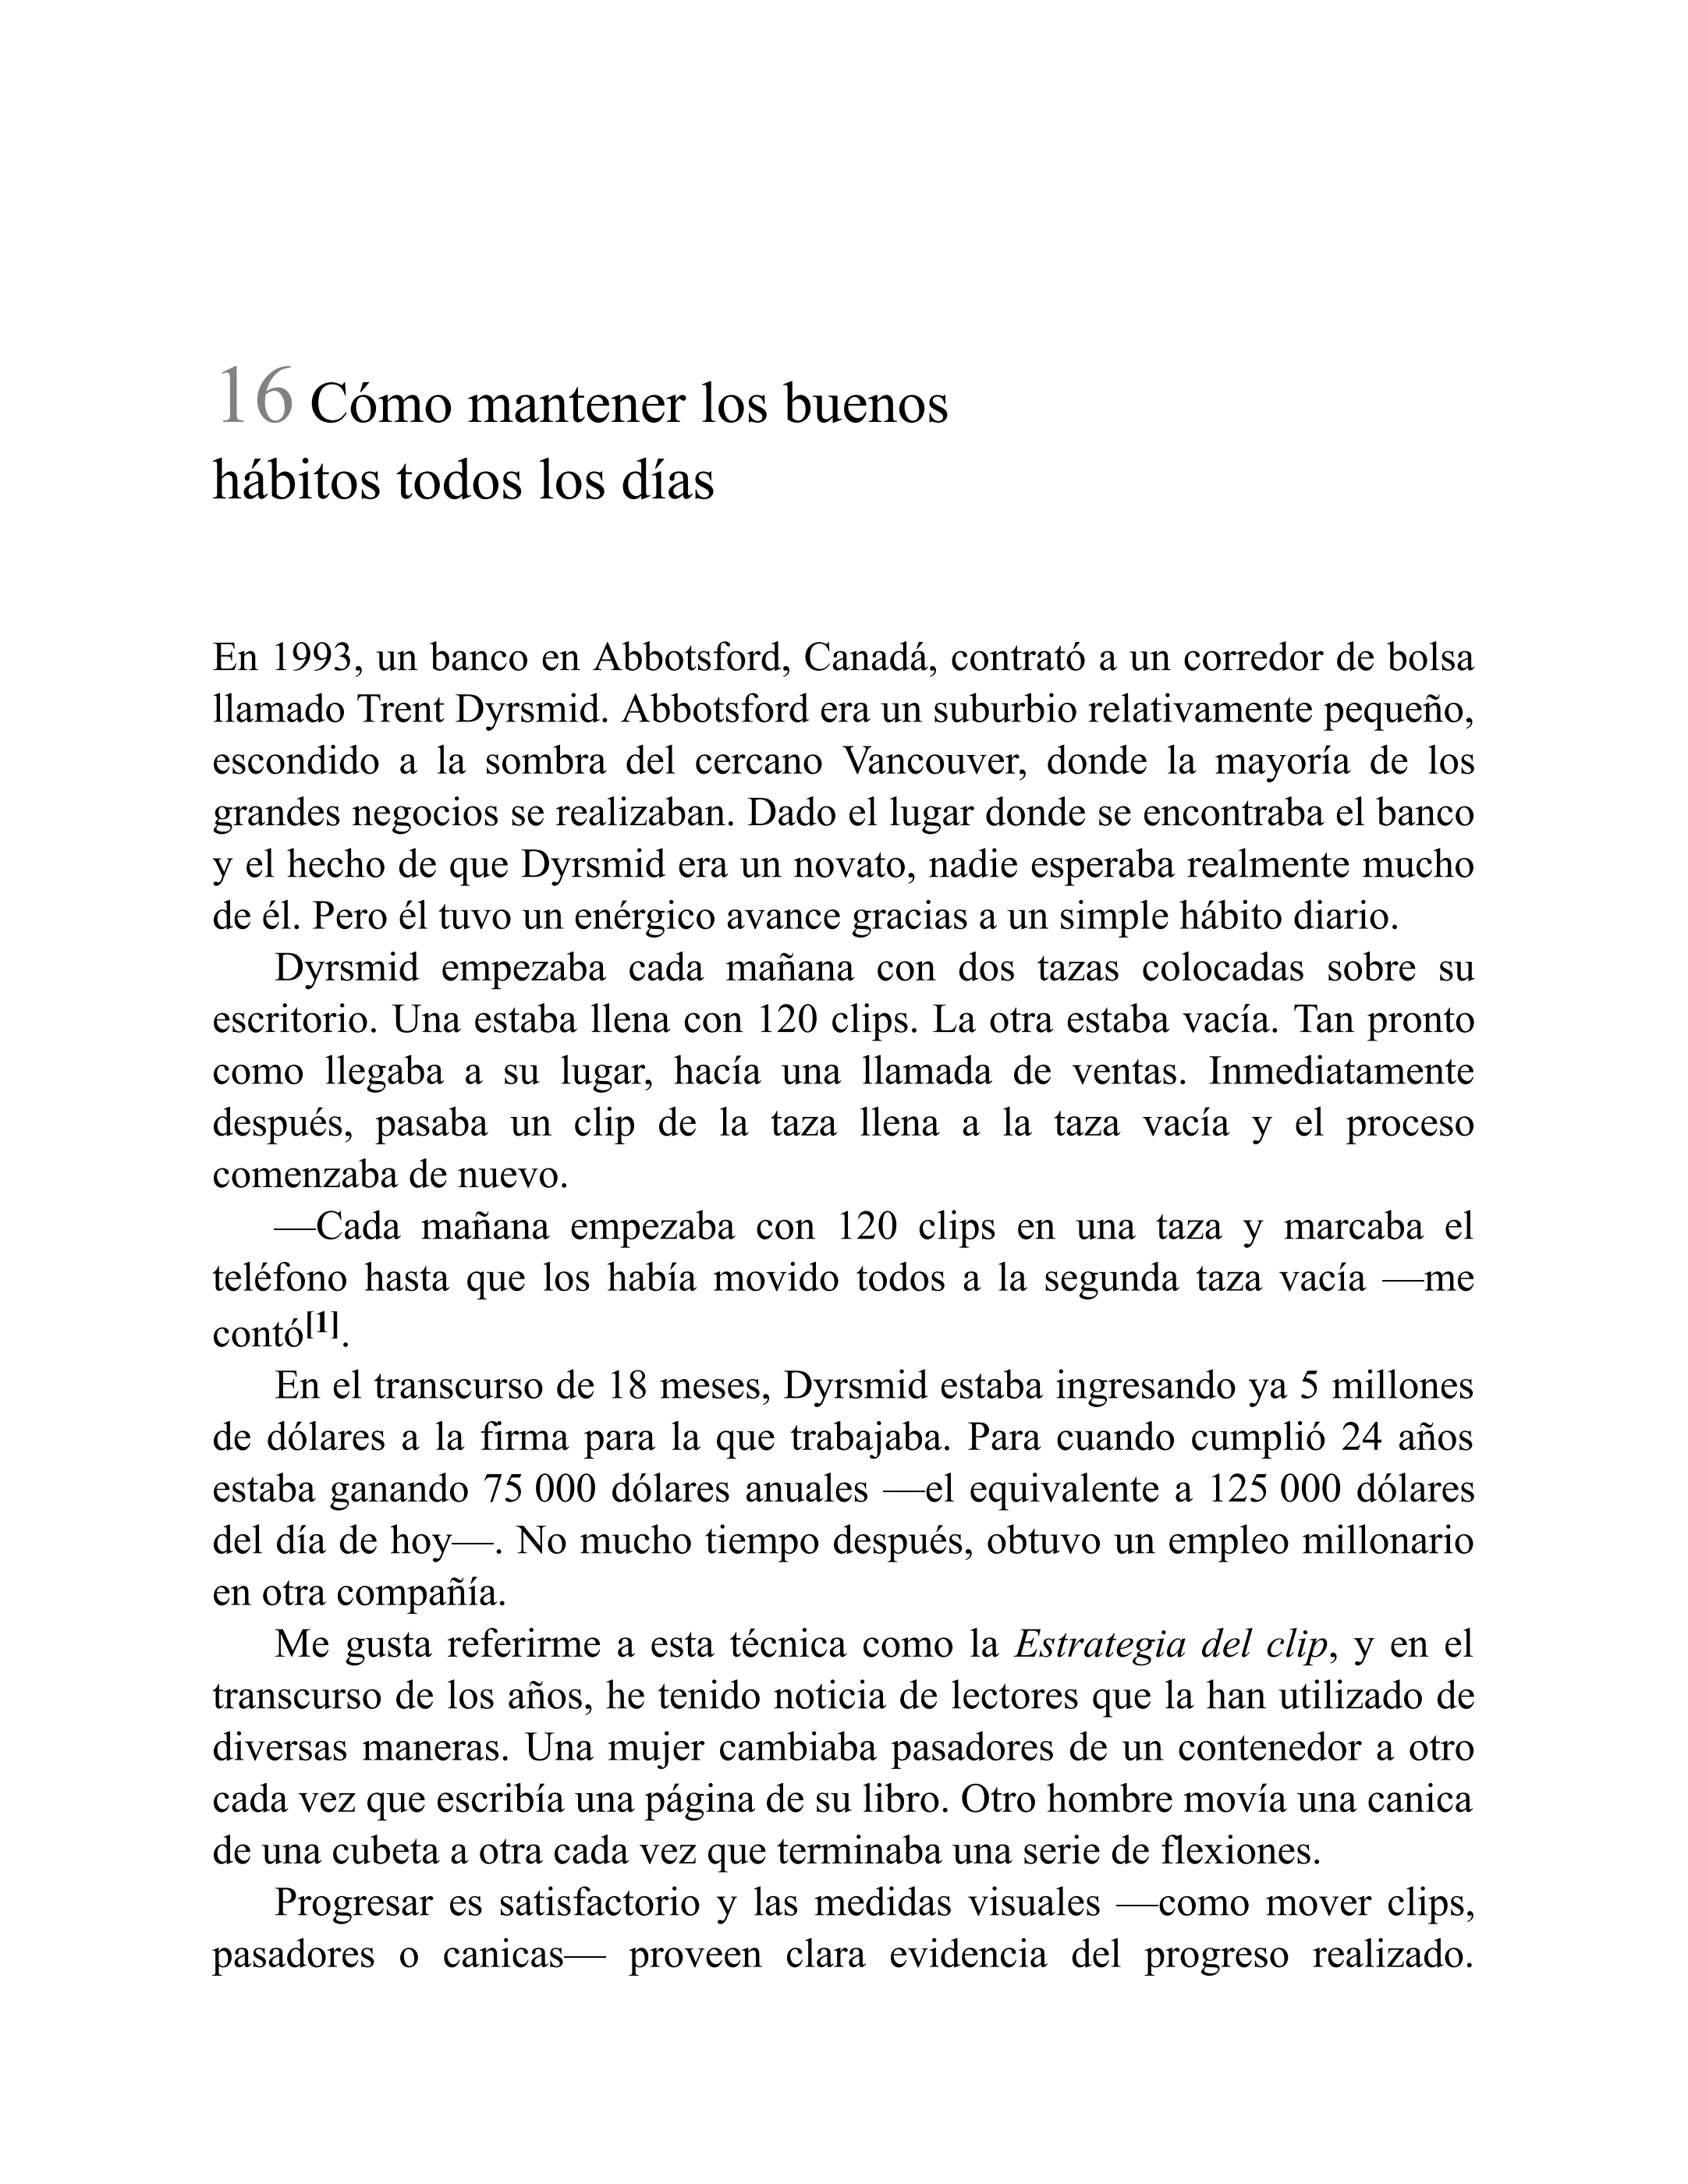 16 Cómo mantener los buenos
hábitos todos los días
En 1993, un banco en Abbotsford, Canadá, contrató a un corredor de bolsa
llamado Trent Dyrsmid. Abbotsford era un suburbio relativamente pequeño,
escondido a la sombra del cercano Vancouver, donde la mayoría de los
grandes negocios se realizaban. Dado el lugar donde se encontraba el banco
y el hecho de que Dyrsmid era un novato, nadie esperaba realmente mucho
de él. Pero él tuvo un enérgico avance gracias a un simple hábito diario.
Dyrsmid empezaba cada mañana con dos tazas colocadas sobre su
escritorio. Una estaba llena con 120 clips. La otra estaba vacía. Tan pronto
como llegaba a su lugar, hacía una llamada de ventas. Inmediatamente
después, pasaba un clip de la taza llena a la taza vacía y el proceso
comenzaba de nuevo.
—Cada mañana empezaba con 120 clips en una taza y marcaba el
teléfono hasta que los había movido todos a la segunda taza vacía —me
contó[1].
En el transcurso de 18 meses, Dyrsmid estaba ingresando ya 5 millones
de dólares a la firma para la que trabajaba. Para cuando cumplió 24 años
estaba ganando 75 000 dólares anuales —el equivalente a 125 000 dólares
del día de hoy—. No mucho tiempo después, obtuvo un empleo millonario
en otra compañía.
Me gusta referirme a esta técnica como la Estrategia del clip, y en el
transcurso de los años, he tenido noticia de lectores que la han utilizado de
diversas maneras. Una mujer cambiaba pasadores de un contenedor a otro
cada vez que escribía una página de su libro. Otro hombre movía una canica
de una cubeta a otra cada vez que terminaba una serie de flexiones.
Progresar es satisfactorio y las medidas visuales —como mover clips,
pasadores o canicas— proveen clara evidencia del progreso realizado.